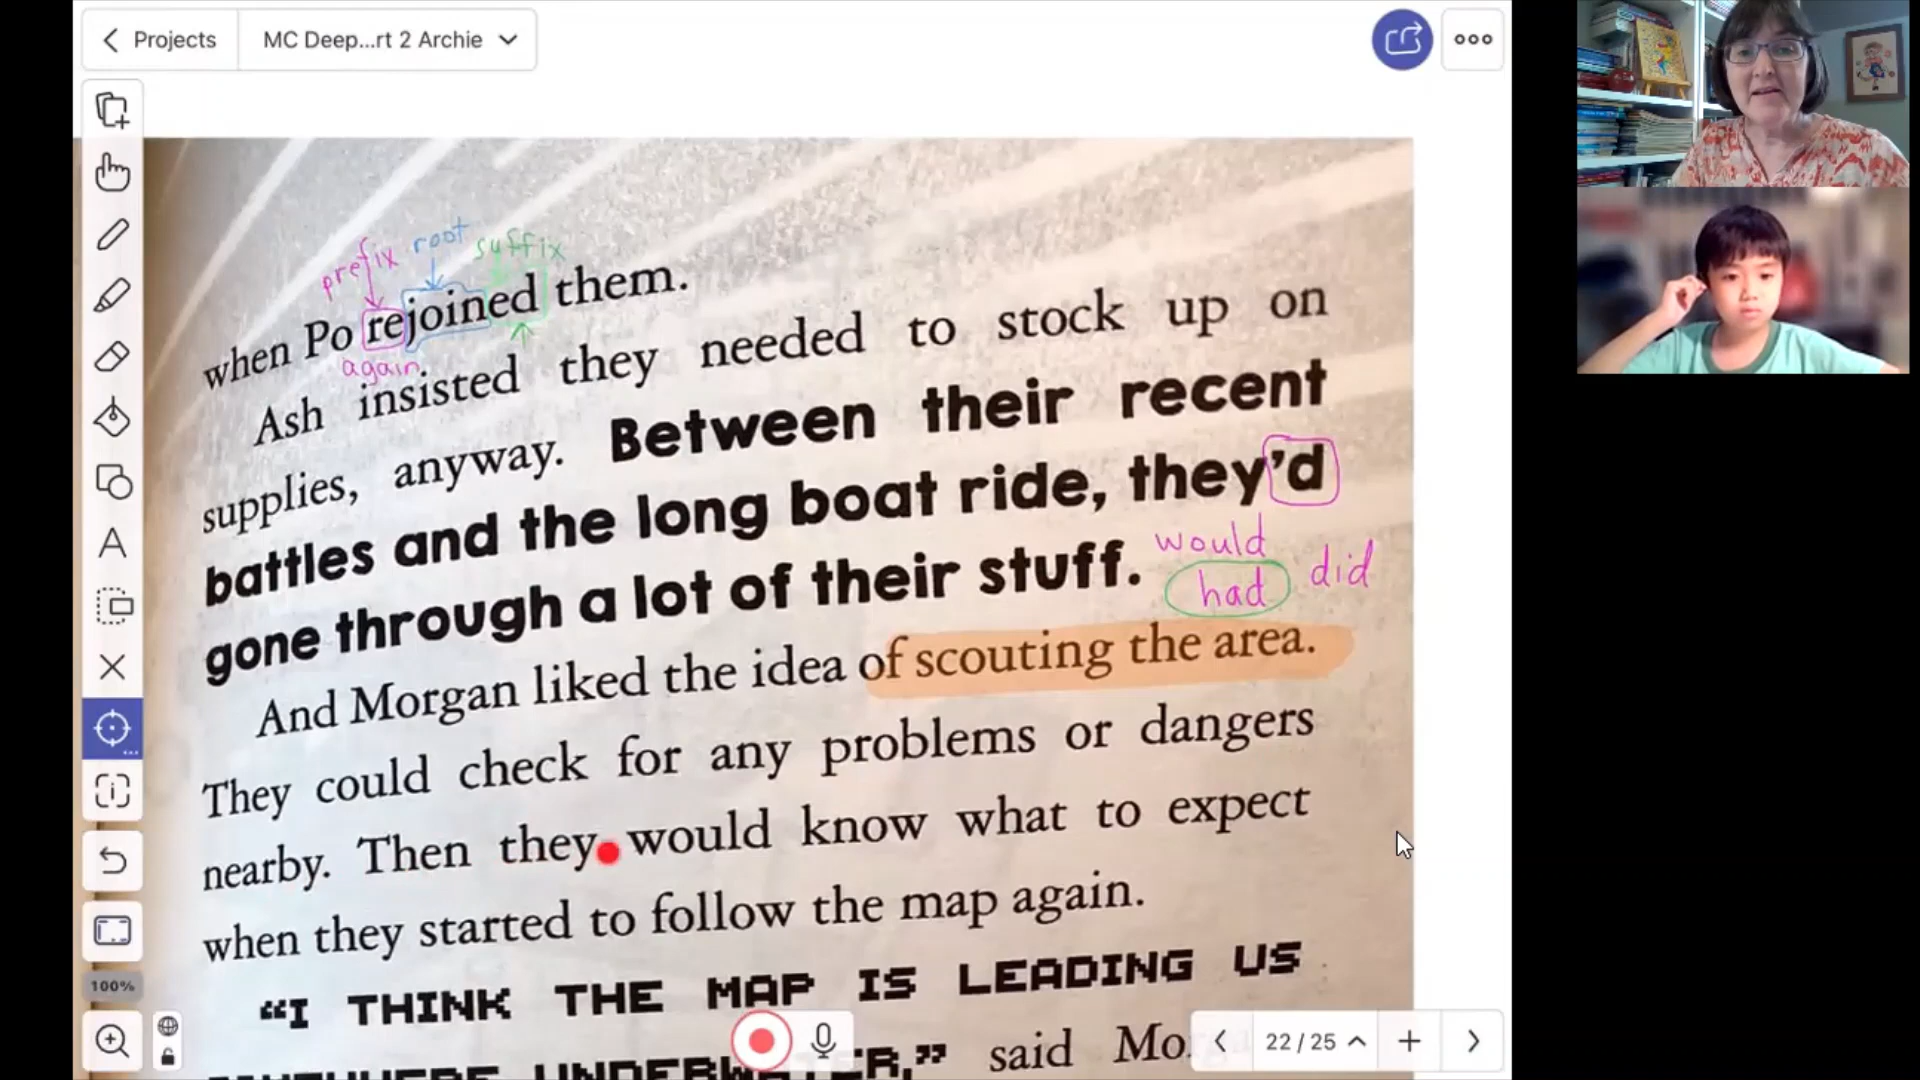 Projects
MC Deep...rt 2 Archie
prefix root suffix
when Po rejoined them.
again
Ash insisted they needed to stock up on
supplies, anyway. Between their recent
battles and the long boat ride, they'd
gone through a lot of their stuff.
would
had did
And Morgan liked the idea of scouting the area.
They could check for any problems or dangers
nearby. Then they would know what to expect
when they started to follow the map again.
"I THINK THE MAP IS LEADING US
UNDERWATER," said
100%
22/25